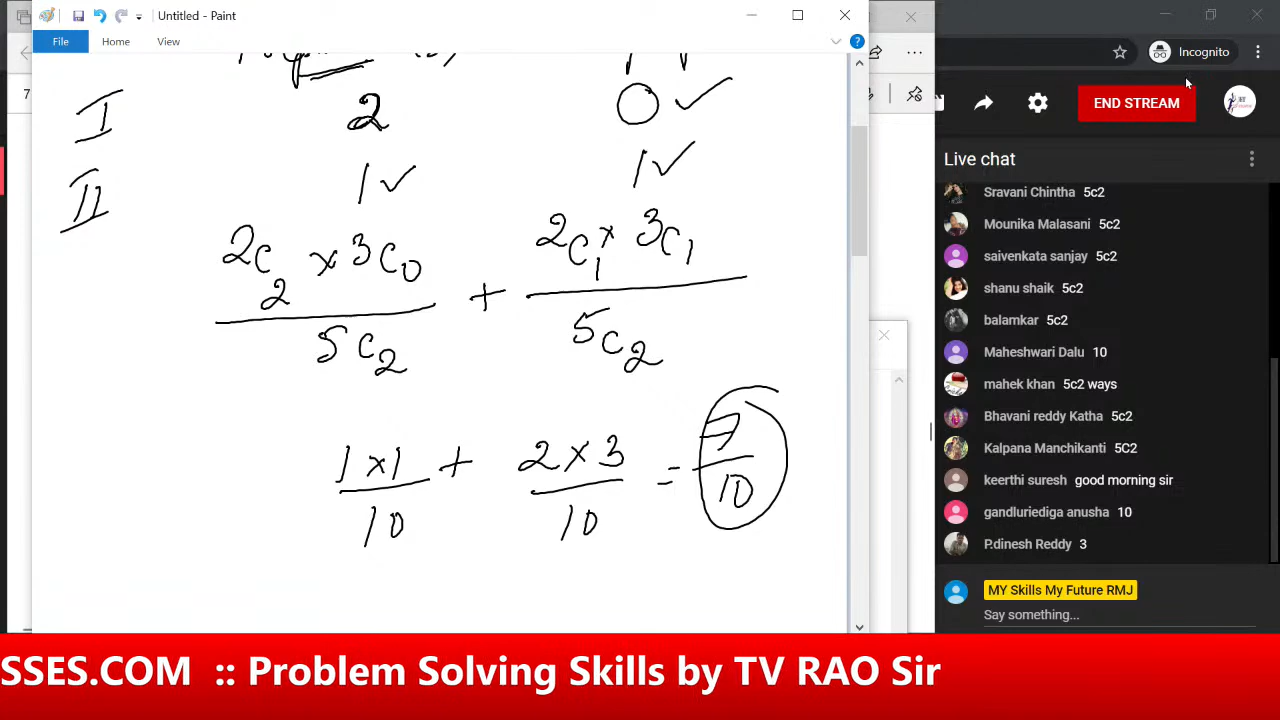 Untitled - Paint
File Home View
I 2 0 ✓
II 1 ✓ 1 ✓
2c2 x 3c0 + 2c1 x 3c1
5c2 5c2
1 x 1 + 2 x 3 = 7
10 10 10
7
Incognito
END STREAM
Live chat
Sravani Chintha 5c2
Mounika Malasani 5c2
saivenkata sanjay 5c2
shanu shaik 5c2
balamkar 5c2
Maheshwari Dalu 10
mahek khan 5c2 ways
Bhavani reddy Katha 5c2
Kalpana Manchikanti 5C2
keerthi suresh good morning sir
gandluriediga anusha 10
P.dinesh Reddy 3
MY Skills My Future RMJ
Say something...
SSES.COM :: Problem Solving Skills by TV RAO Sir